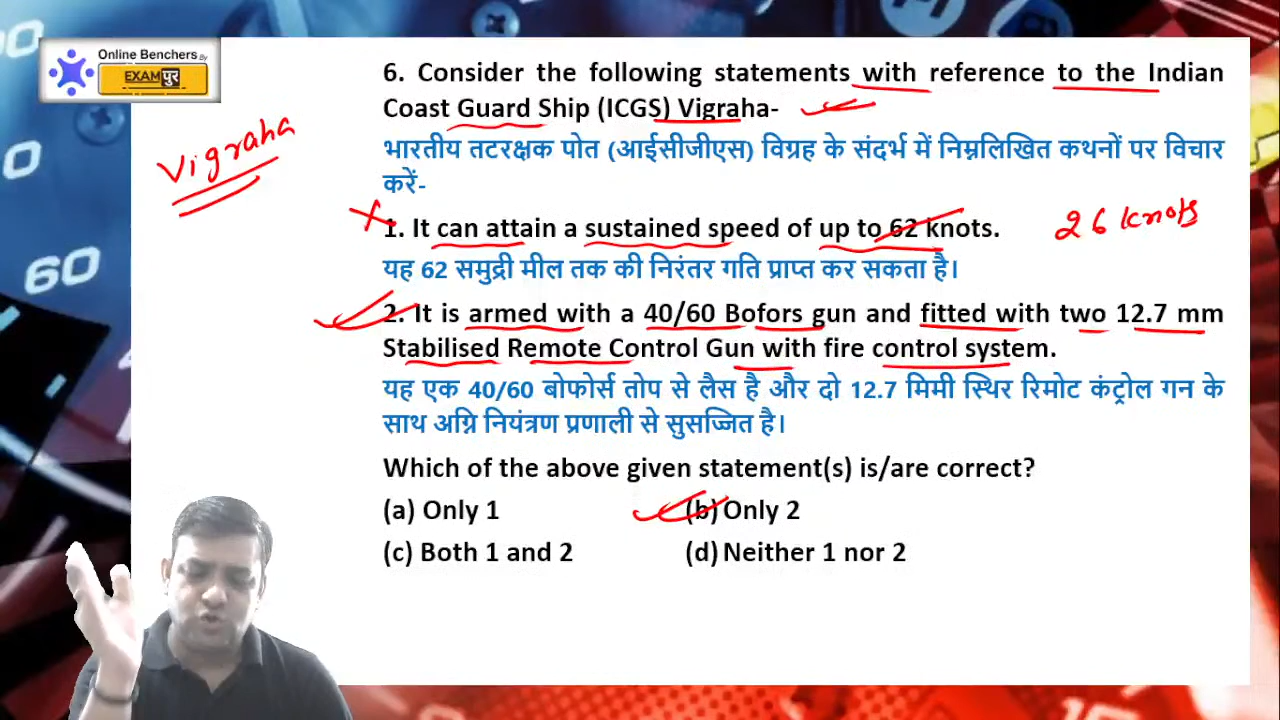 Online Benchers By
EXAMपुर
6. Consider the following statements with reference to the Indian
Coast Guard Ship (ICGS) Vigraha-
Vigraha
भारतीय तटरक्षक पोत (आईसीजीएस) विग्रह के संदर्भ में निम्नलिखित कथनों पर विचार
करें-
1. It can attain a sustained speed of up to 62 knots.
26 knots
यह 62 समुद्री मील तक की निरंतर गति प्राप्त कर सकता है।
2. It is armed with a 40/60 Bofors gun and fitted with two 12.7 mm
Stabilised Remote Control Gun with fire control system.
यह एक 40/60 बोफोर्स तोप से लैस है और दो 12.7 मिमी स्थिर रिमोट कंट्रोल गन के
साथ अग्नि नियंत्रण प्रणाली से सुसज्जित है।
Which of the above given statement(s) is/are correct?
(a) Only 1
(b) Only 2
(c) Both 1 and 2
(d) Neither 1 nor 2
60